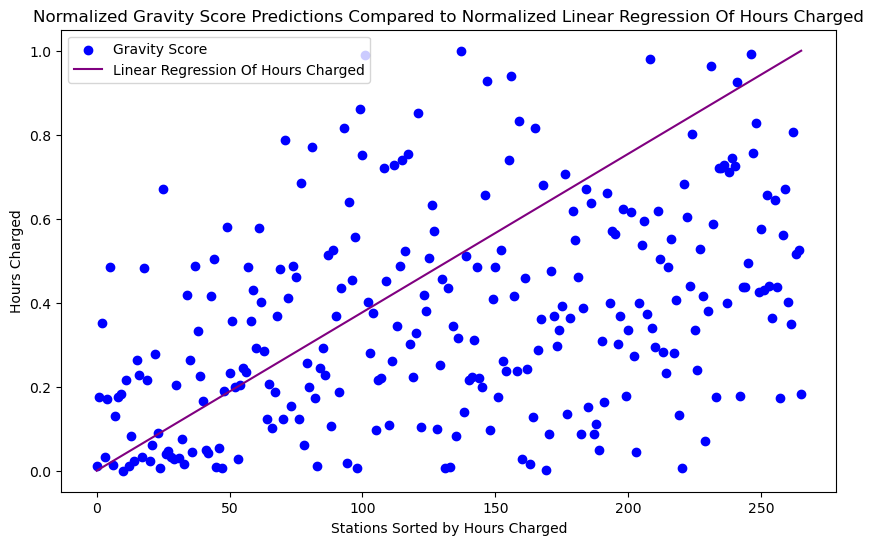 Normalized Gravity Score Predictions Compared to Normalized Linear Regression Of Hours Charged
Gravity Score
Linear Regression Of Hours Charged
1.0
0.8
0.6
0.4
0.2
0.0
Hours Charged
0 50 100 150 200 250
Stations Sorted by Hours Charged